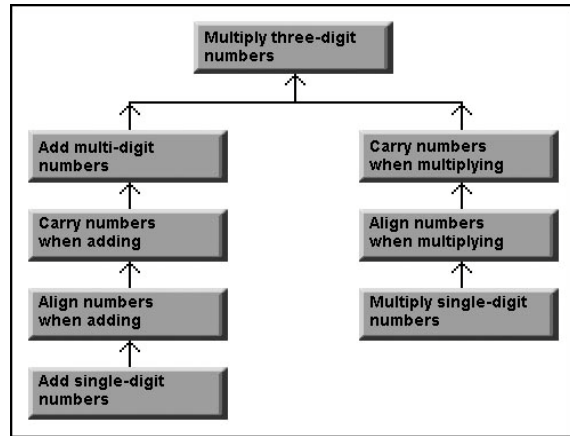 Multiply three-digit
numbers
Add multi-digit
numbers
Carry numbers
when multiplying
Carry numbers
when adding
Align numbers
when multiplying
Align numbers
when adding
Multiply single-digit
numbers
Add single-digit
numbers